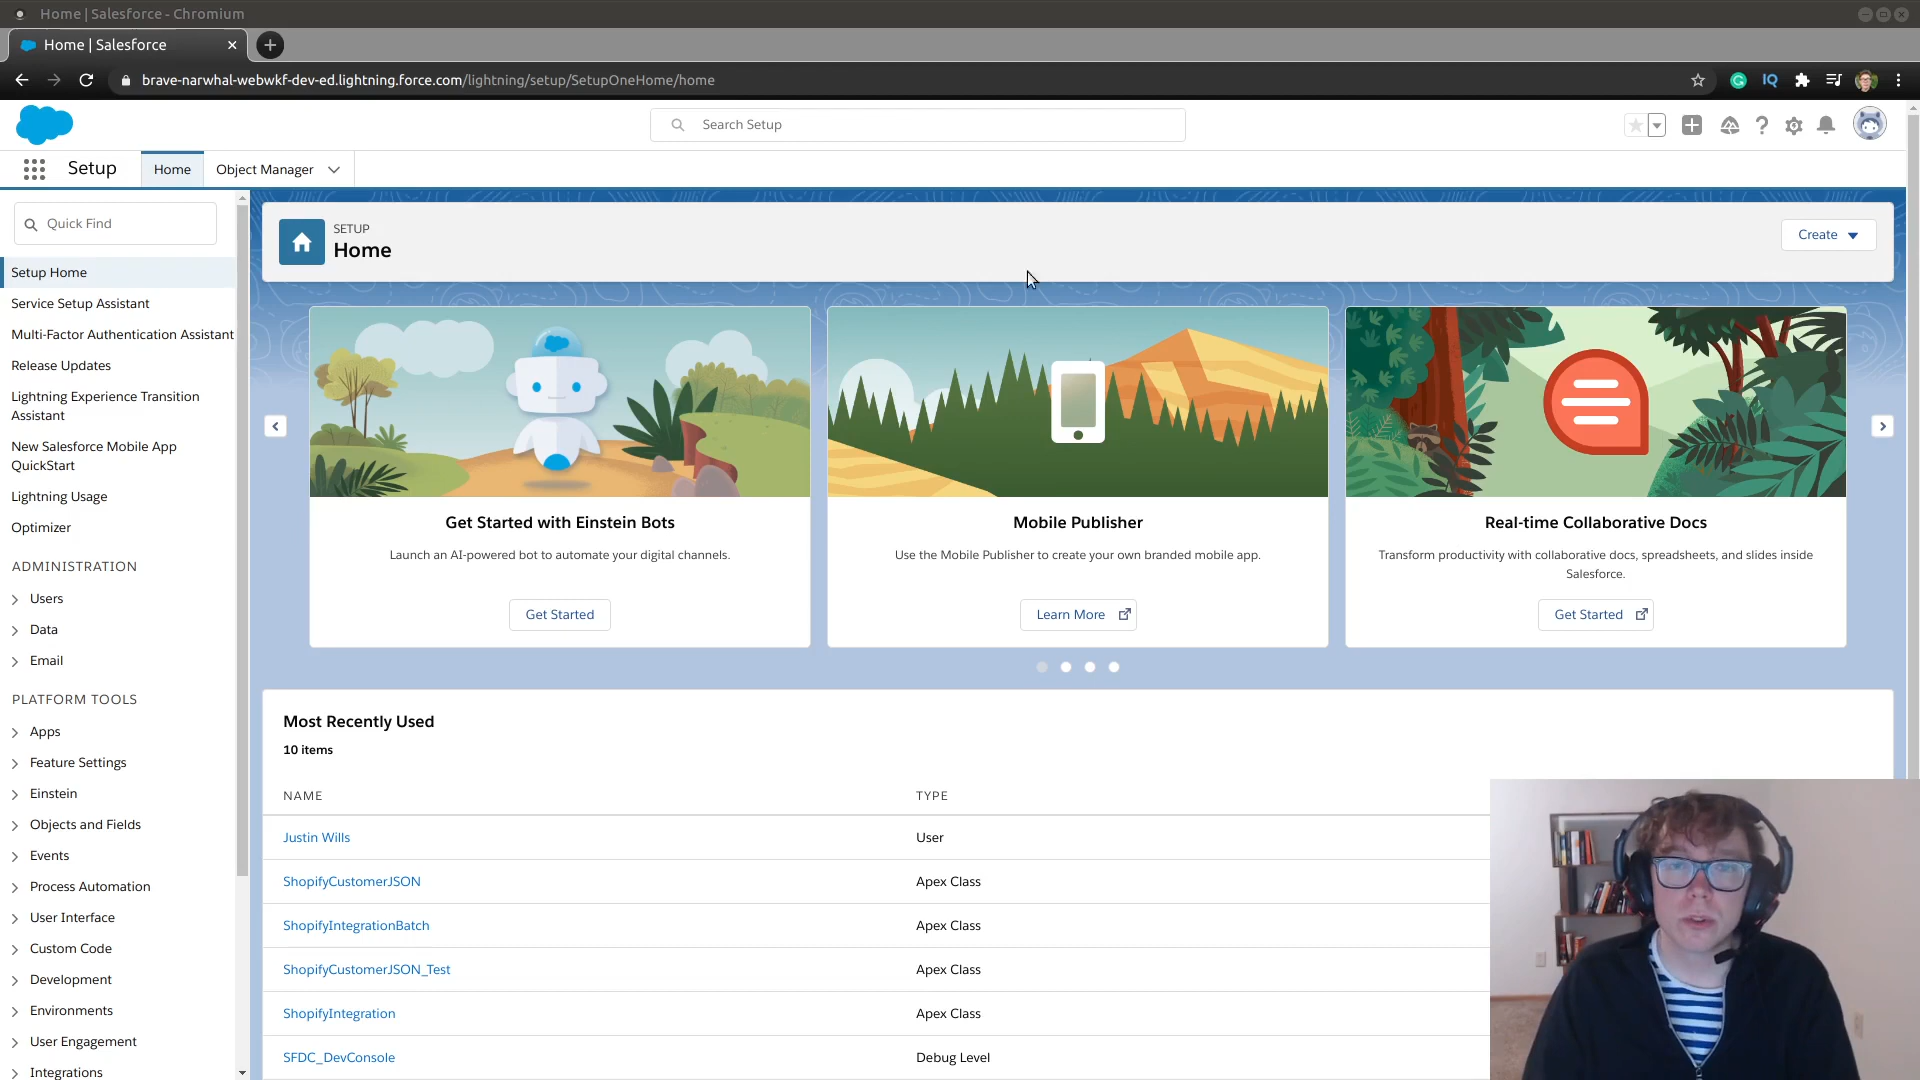 Home | Salesforce - Chromium
Home | Salesforce
brave-narwhal-webwkf-dev-ed.lightning.force.com/lightning/setup/SetupOneHome/home
IQ
Search Setup
Setup
Home
Object Manager
Quick Find
Setup Home
Service Setup Assistant
Multi-Factor Authentication Assistant
Release Updates
Lightning Experience Transition
Assistant
New Salesforce Mobile App
QuickStart
Lightning Usage
Optimizer
ADMINISTRATION
Users
Data
Email
PLATFORM TOOLS
Apps
Feature Settings
Einstein
Objects and Fields
Events
Process Automation
User Interface
Custom Code
Development
Environments
User Engagement
Integrations
SETUP
Home
Create
Get Started with Einstein Bots
Launch an AI-powered bot to automate your digital channels.
Get Started
Mobile Publisher
Use the Mobile Publisher to create your own branded mobile app.
Learn More
Real-time Collaborative Docs
Transform productivity with collaborative docs, spreadsheets, and slides inside
Salesforce.
Get Started
Most Recently Used
10 items
NAME TYPE
Justin Wills User
ShopifyCustomerJSON Apex Class
ShopifyIntegrationBatch Apex Class
ShopifyCustomerJSON_Test Apex Class
ShopifyIntegration Apex Class
SFDC_DevConsole Debug Level